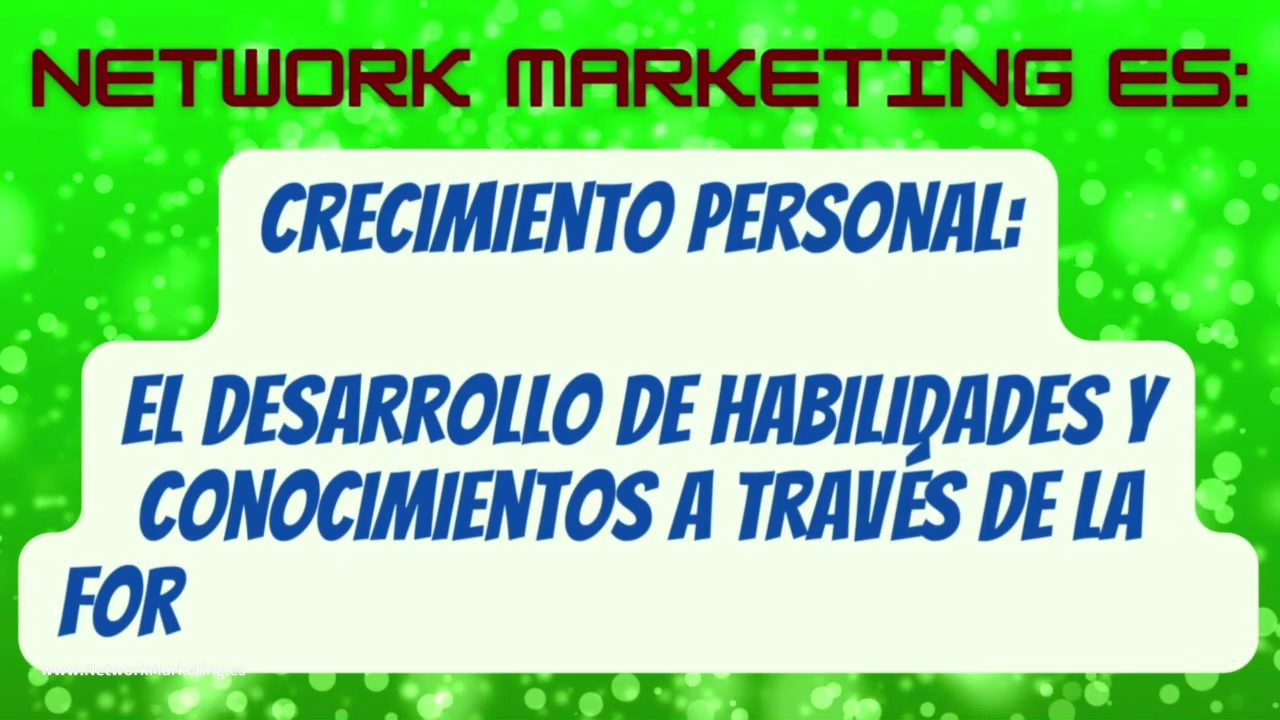 NETWORK MARKETING ES:
CRECIMIENTO PERSONAL:
EL DESARROLLO DE HABILIDADES Y
CONOCIMIENTOS A TRAVÉS DE LA
FOR
www.NetworkMarketing.es